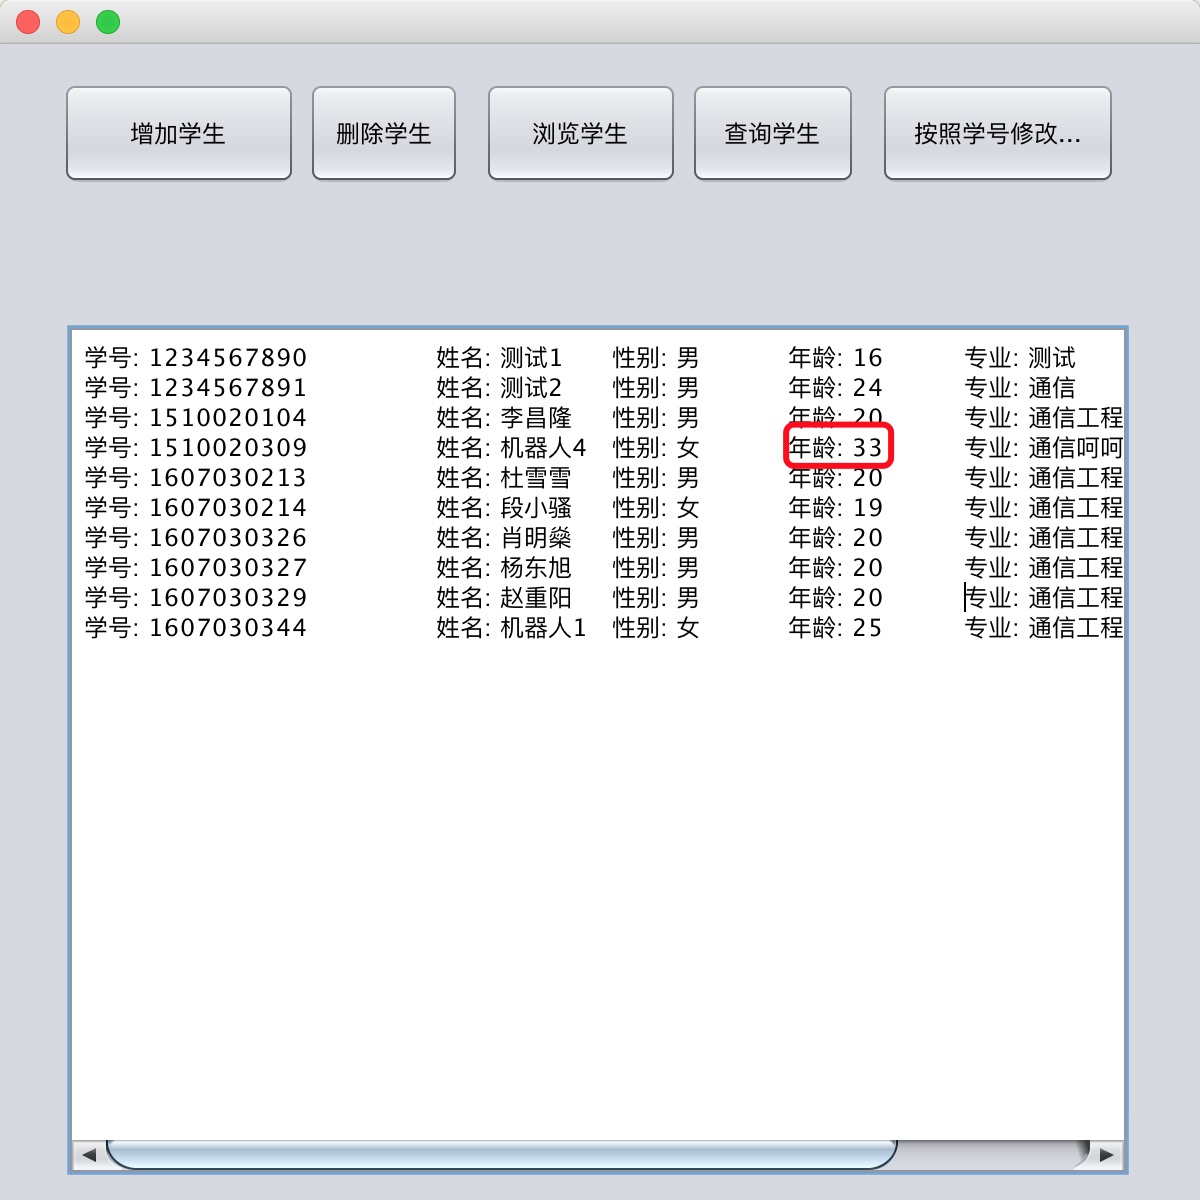 增加学生 删除学生 浏览学生 查询学生 按照学号修改...
学号: 1234567890 姓名: 测试1 性别: 男 年龄: 16 专业: 测试
学号: 1234567891 姓名: 测试2 性别: 男 年龄: 24 专业: 通信
学号: 1510020104 姓名: 李昌隆 性别: 男 年龄: 20 专业: 通信工程
学号: 1510020309 姓名: 机器人4 性别: 女 年龄: 33 专业: 通信呵呵
学号: 1607030213 姓名: 杜雪雪 性别: 男 年龄: 20 专业: 通信工程
学号: 1607030214 姓名: 段小骚 性别: 女 年龄: 19 专业: 通信工程
学号: 1607030326 姓名: 肖明燊 性别: 男 年龄: 20 专业: 通信工程
学号: 1607030327 姓名: 杨东旭 性别: 男 年龄: 20 专业: 通信工程
学号: 1607030329 姓名: 赵重阳 性别: 男 年龄: 20 专业: 通信工程
学号: 1607030344 姓名: 机器人1 性别: 女 年龄: 25 专业: 通信工程